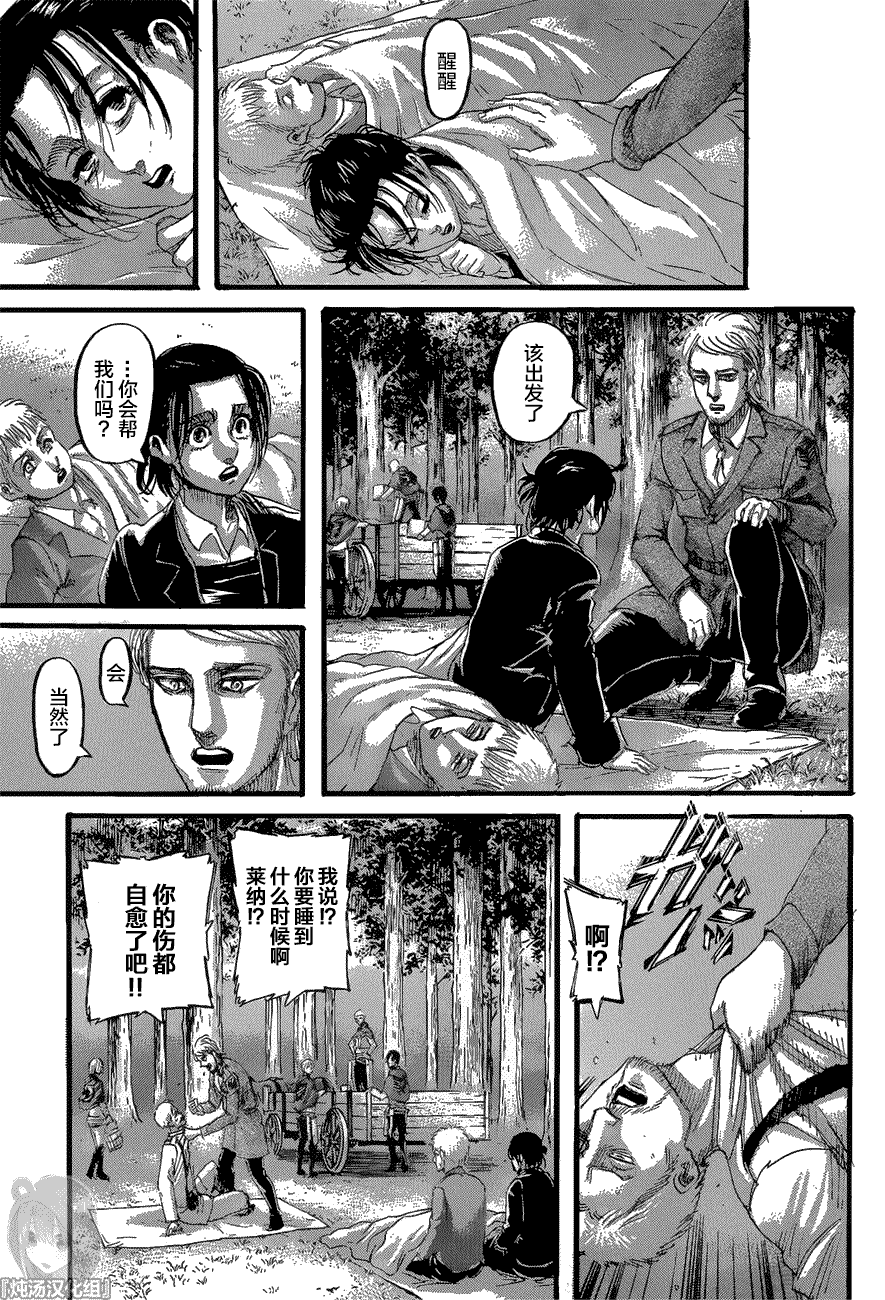 醒醒
该出发了
…你会帮
我们吗？
会
当然了
啊!?
我说!?
你要睡到
什么时候啊
莱纳!?
你的伤都
自愈了吧!!
『炖汤汉化组』